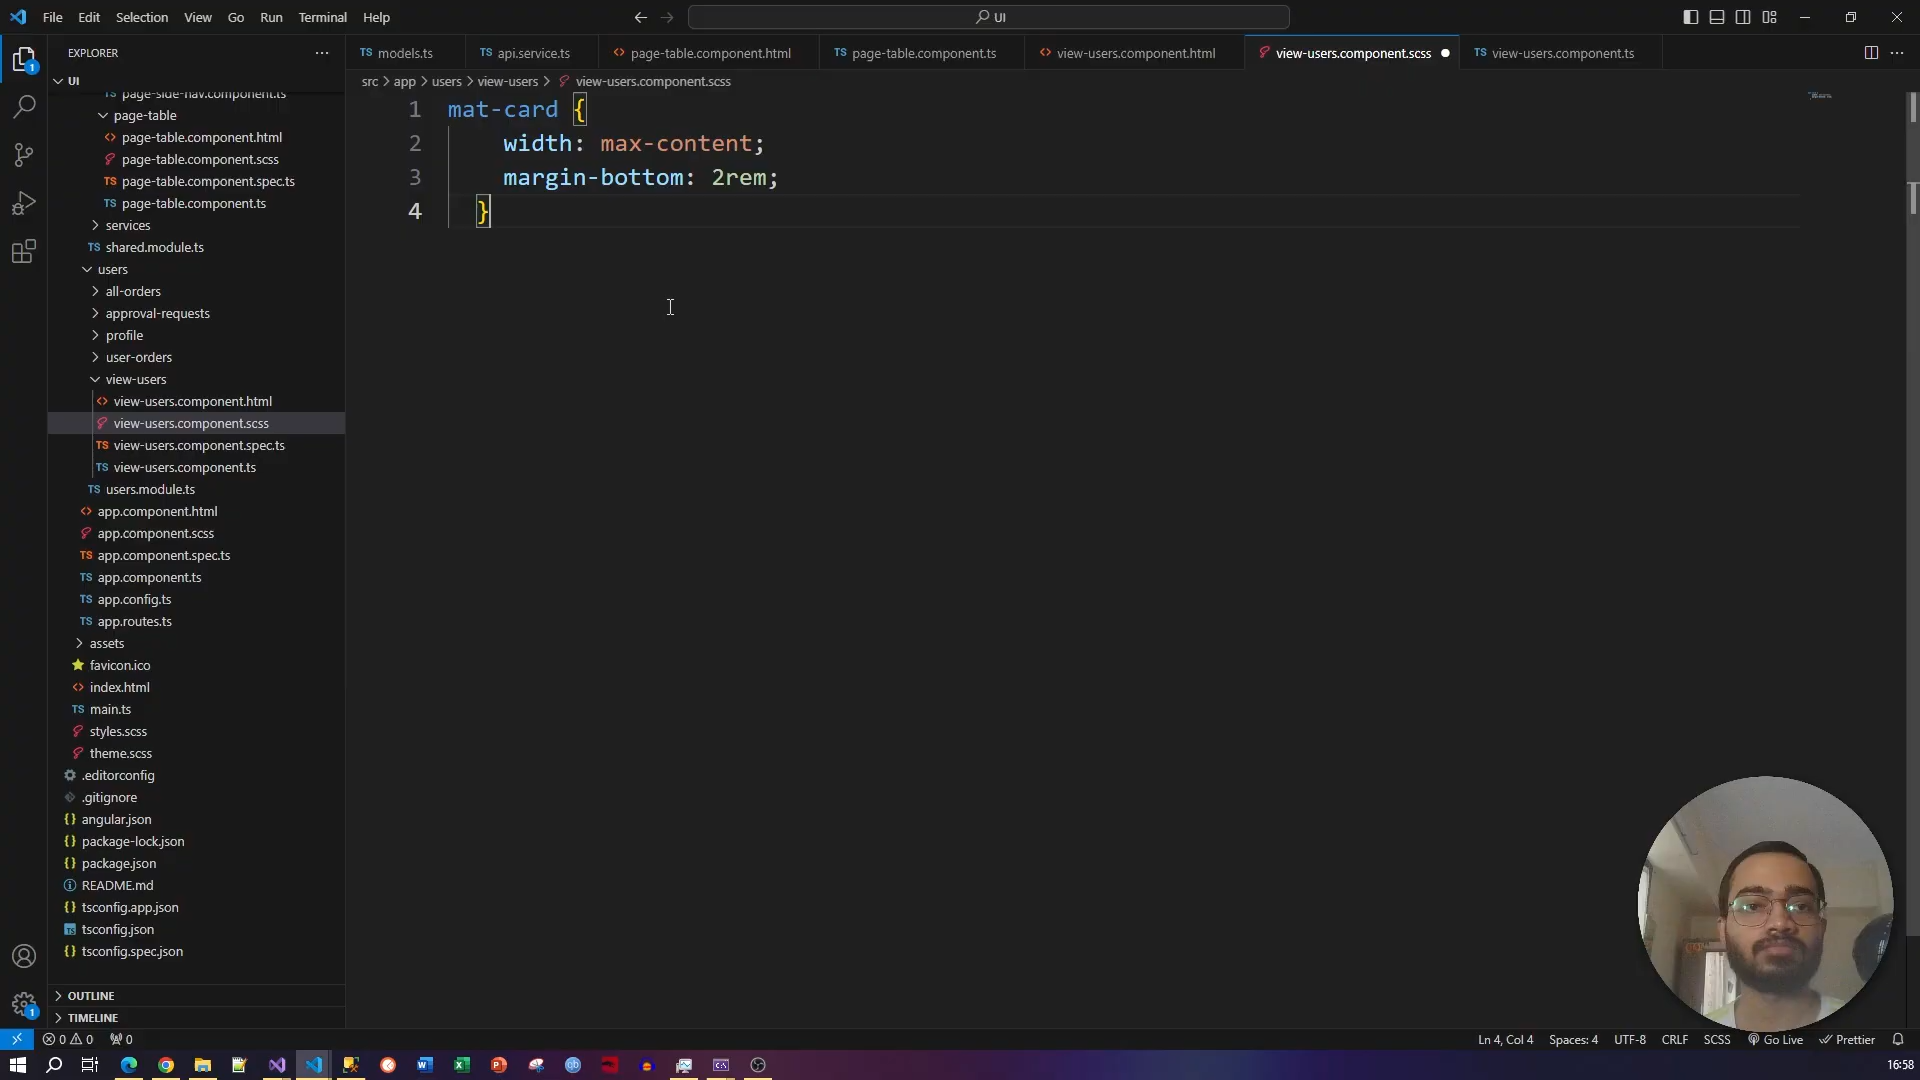 File Edit Selection View Go Run Terminal Help
UI
EXPLORER
models.ts
api.service.ts
page-table.component.html
page-table.component.ts
view-users.component.html
view-users.component.scss
view-users.component.ts
UI
src > app > users > view-users > view-users.component.scss
page-side-nav.component.ts
page-table
page-table.component.html
page-table.component.scss
page-table.component.spec.ts
page-table.component.ts
services
shared.module.ts
users
all-orders
approval-requests
profile
user-orders
view-users
view-users.component.html
view-users.component.scss
view-users.component.spec.ts
view-users.component.ts
users.module.ts
app.component.html
app.component.scss
app.component.spec.ts
app.component.ts
app.config.ts
app.routes.ts
assets
favicon.ico
index.html
main.ts
styles.scss
theme.scss
.editorconfig
.gitignore
angular.json
package-lock.json
package.json
README.md
tsconfig.app.json
tsconfig.json
tsconfig.spec.json
OUTLINE
TIMELINE
1 mat-card {
2 width: max-content;
3 margin-bottom: 2rem;
4 }
0 0 0
Ln 4, Col 4 Spaces: 4 UTF-8 CRLF SCSS Go Live Prettier
16:58